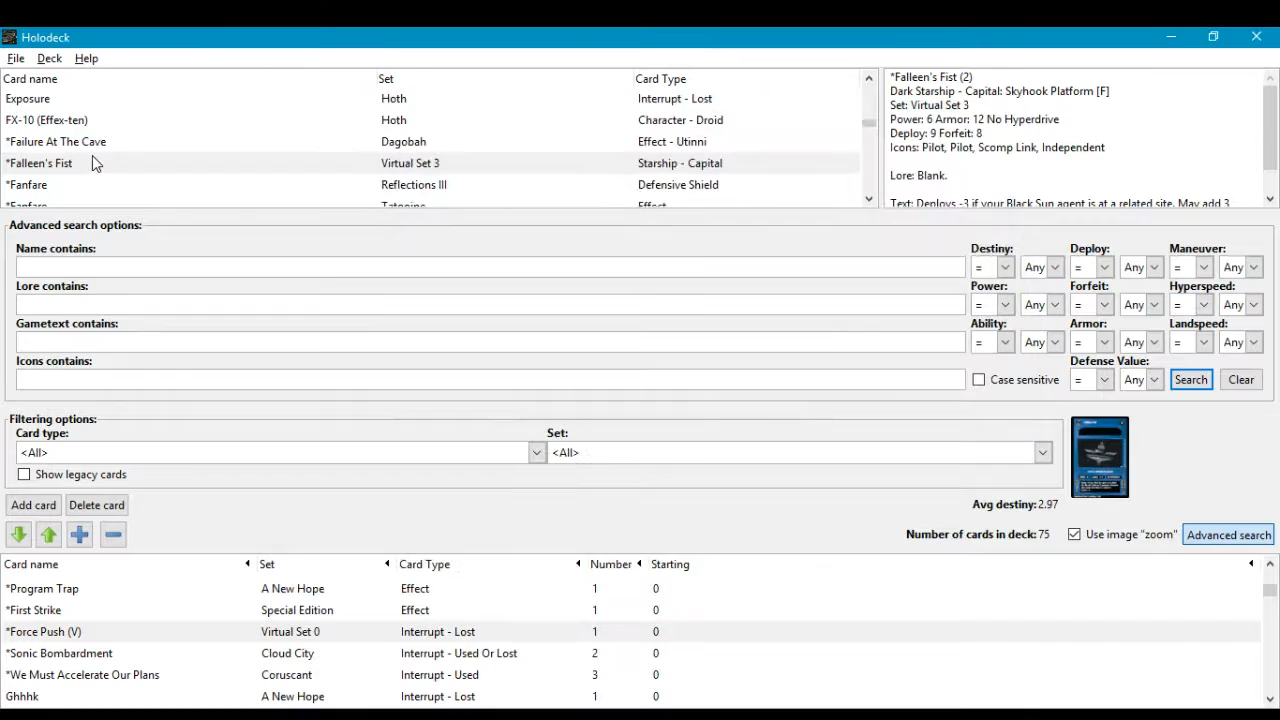 Holodeck
File Deck Help
Card name Set Card Type
Exposure Hoth Interrupt - Lost
FX-10 (Effex-ten) Hoth Character - Droid
*Failure At The Cave Dagobah Effect - Utinni
*Falleen's Fist Virtual Set 3 Starship - Capital
*Fanfare Reflections III Defensive Shield
*Fanfare Tatooine Effect
*Falleen's Fist (2)
Dark Starship - Capital: Skyhook Platform [F]
Set: Virtual Set 3
Power: 6 Armor: 12 No Hyperdrive
Deploy: 9 Forfeit: 8
Icons: Pilot, Pilot, Scomp Link, Independent
Lore: Blank.
Text: Deploys -3 if your Black Sun agent is at a related site. May add 3
Advanced search options:
Name contains:
Lore contains:
Gametext contains:
Icons contains:
Destiny: Deploy: Maneuver:
= Any = Any = Any
Power: Forfeit: Hyperspeed:
= Any = Any = Any
Ability: Armor: Landspeed:
= Any = Any = Any
Defense Value:
Case sensitive = Any Search Clear
Filtering options:
Card type: Set:
<All> <All>
Show legacy cards
Add card Delete card
Avg destiny: 2.97
Number of cards in deck: 75 Use image "zoom" Advanced search
Card name Set Card Type Number Starting
*Program Trap A New Hope Effect 1 0
*First Strike Special Edition Effect 1 0
*Force Push (V) Virtual Set 0 Interrupt - Lost 1 0
*Sonic Bombardment Cloud City Interrupt - Used Or Lost 2 0
*We Must Accelerate Our Plans Coruscant Interrupt - Used 3 0
Ghhhk A New Hope Interrupt - Lost 1 0